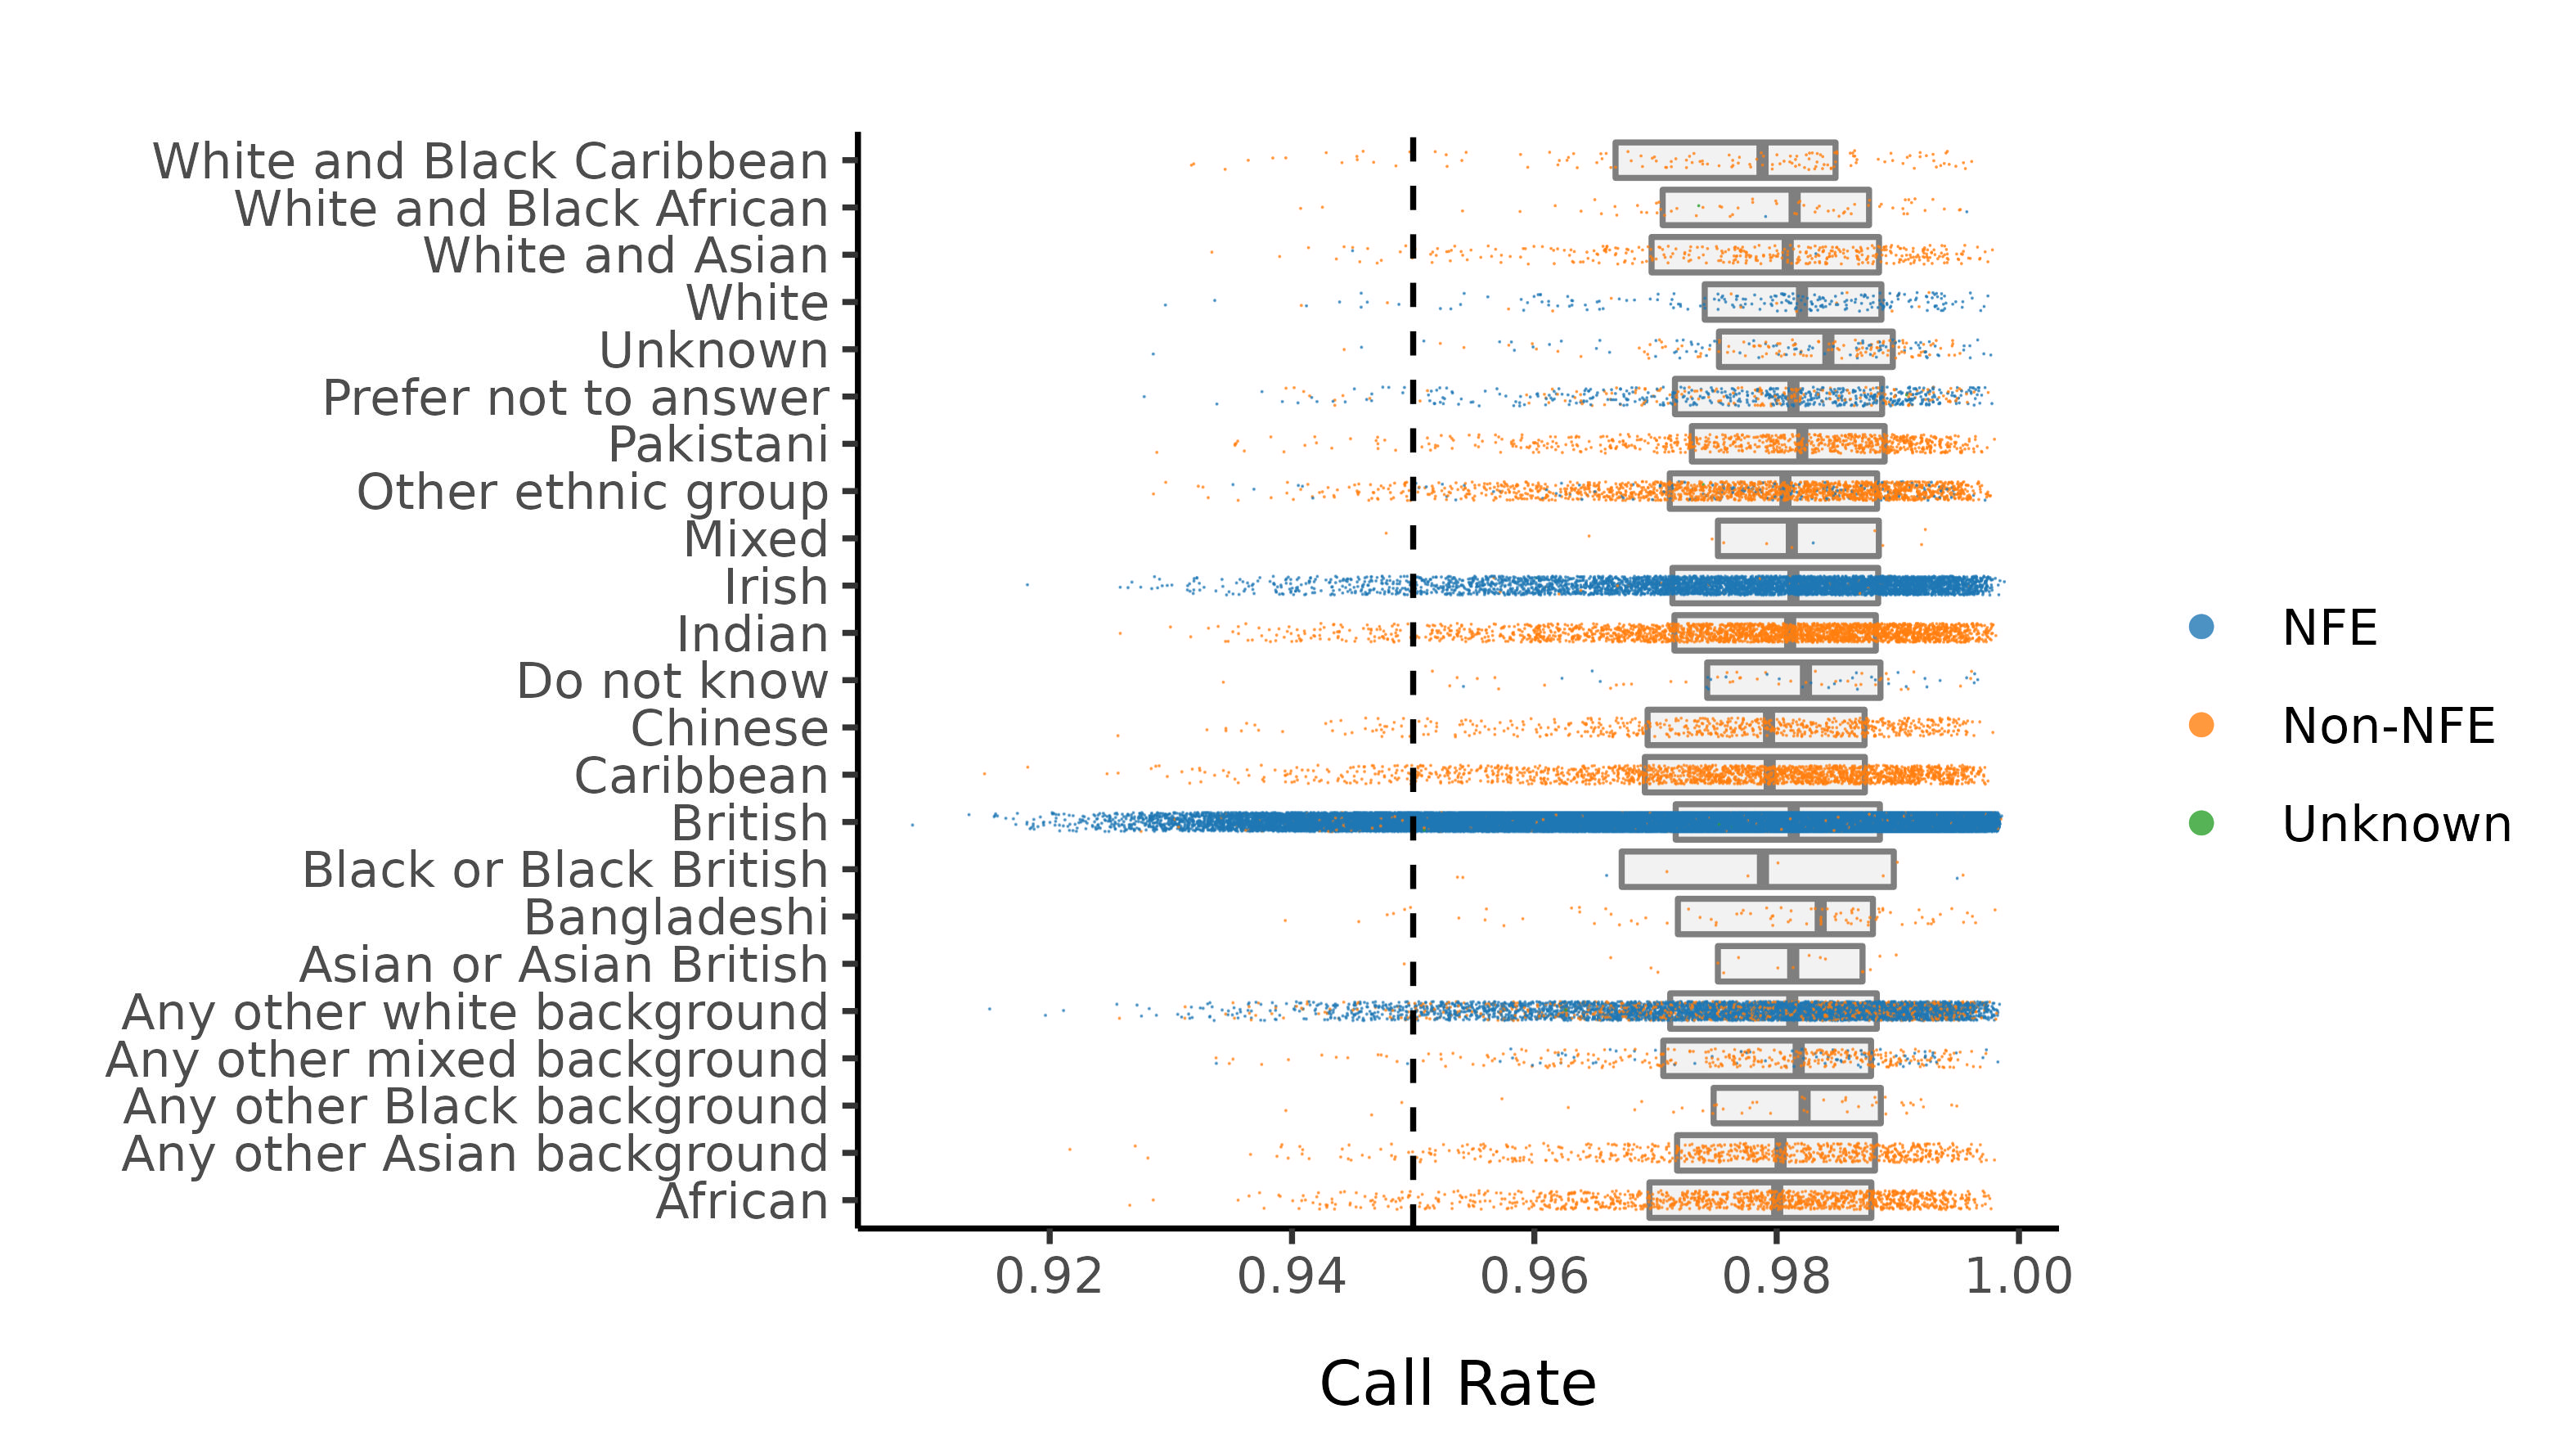 White and Black Caribbean
White and Black African
White and Asian
White
Unknown
Prefer not to answer
Pakistani
Other ethnic group
Mixed
Irish
Indian
Do not know
Chinese
Caribbean
British
Black or Black British
Bangladeshi
Asian or Asian British
Any other white background
Any other mixed background
Any other Black background
Any other Asian background
African
0.92 0.94 0.96 0.98 1.00
Call Rate
NFE
Non-NFE
Unknown